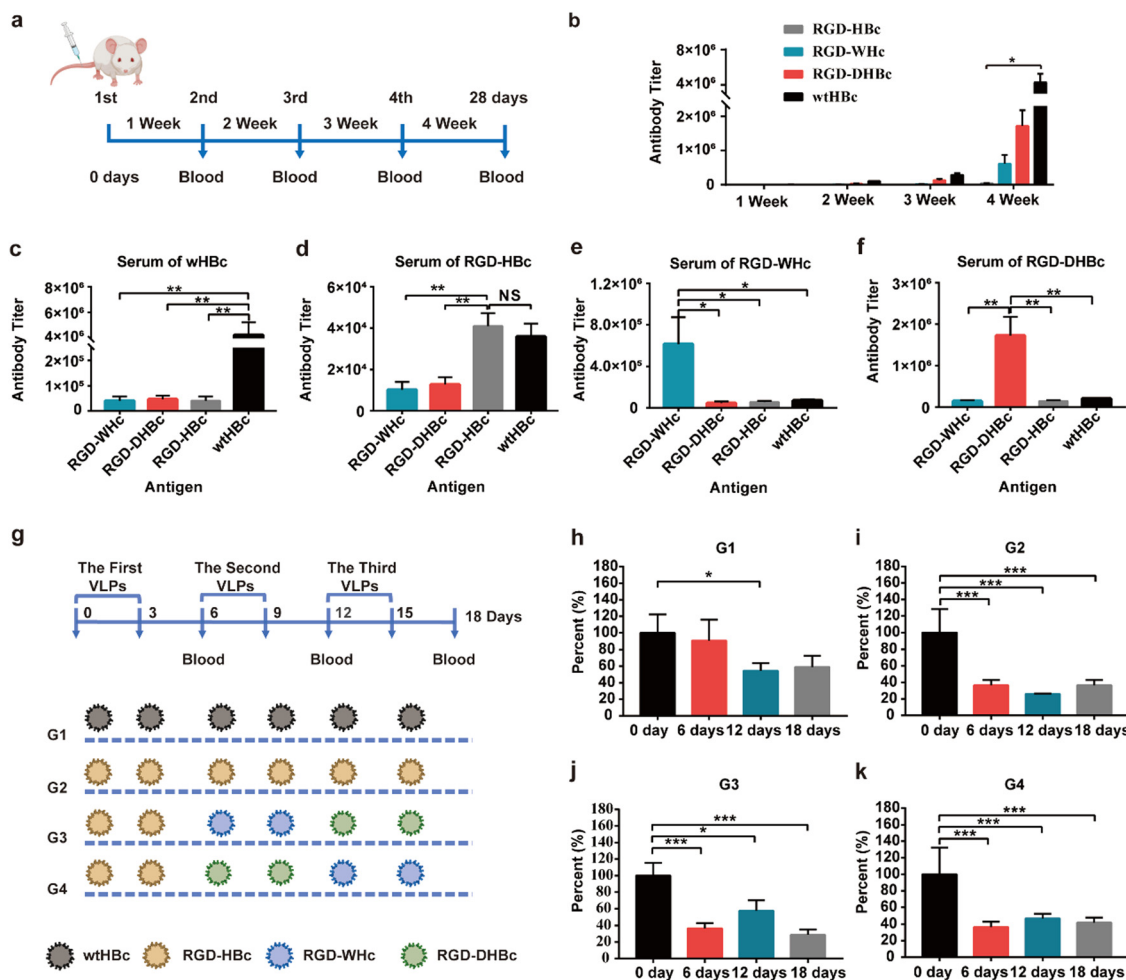 a
1st 2nd 3rd 4th 28 days
1 Week 2 Week 3 Week 4 Week
0 days Blood Blood Blood Blood
b
RGD-HBc
RGD-WHc
RGD-DHBc
wtHBc
Antibody Titer
8×10⁶
6×10⁶
4×10⁶
2×10⁶
1×10⁶
0
*
1 Week 2 Week 3 Week 4 Week
c
Serum of wHBc
Antibody Titer
8×10⁶
6×10⁶
4×10⁶
2×10⁵
1×10⁵
0
**
**
**
RGD-WHc RGD-DHBc RGD-HBc wtHBc
Antigen
d
Serum of RGD-HBc
Antibody Titer
6×10⁴
4×10⁴
2×10⁴
0
** NS
**
RGD-WHc RGD-DHBc RGD-HBc wtHBc
Antigen
e
Serum of RGD-WHc
Antibody Titer
1.2×10⁶
9.0×10⁵
6.0×10⁵
3.0×10⁵
0
*
*
*
RGD-WHc RGD-DHBc RGD-HBc wtHBc
Antigen
f
Serum of RGD-DHBc
Antibody Titer
3×10⁶
2×10⁶
1×10⁶
0
**
** **
RGD-WHc RGD-DHBc RGD-HBc wtHBc
Antigen
g
The First VLPs The Second VLPs The Third VLPs
0 3 6 9 12 15 18 Days
Blood Blood Blood
G1
G2
G3
G4
wtHBc RGD-HBc RGD-WHc RGD-DHBc
h
G1
Percent (%)
180
160
140
120
100
80
60
40
20
0
*
0 day 6 days 12 days 18 days
i
G2
Percent (%)
180
160
140
120
100
80
60
40
20
0
***
***
***
0 day 6 days 12 days 18 days
j
G3
Percent (%)
180
160
140
120
100
80
60
40
20
0
***
*
***
0 day 6 days 12 days 18 days
k
G4
Percent (%)
180
160
140
120
100
80
60
40
20
0
***
***
***
0 day 6 days 12 days 18 days